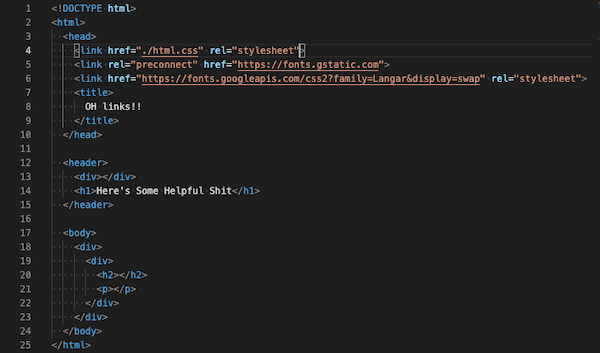 1 <!DOCTYPE html>
2 <html>
3 <head>
4 <link href="./html.css" rel="stylesheet">
5 <link rel="preconnect" href="https://fonts.gstatic.com">
6 <link href="https://fonts.googleapis.com/css2?family=Langar&display=swap" rel="stylesheet">
7 <title>
8 OH links!!
9 </title>
10 </head>
11
12 <header>
13 <div></div>
14 <h1>Here's Some Helpful Shit</h1>
15 </header>
16
17 <body>
18 <div>
19 <div>
20 <h2></h2>
21 <p></p>
22 </div>
23 </div>
24 </body>
25 </html>